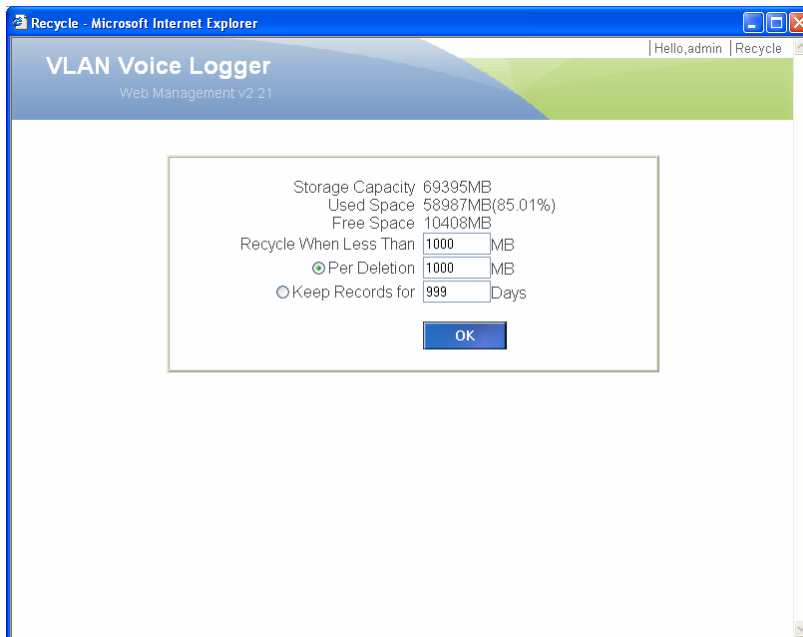 Recycle - Microsoft Internet Explorer
Hello,admin Recycle
VLAN Voice Logger
Web Management v2.21
Storage Capacity 69395MB
Used Space 58987MB(85.01%)
Free Space 10408MB
Recycle When Less Than 1000 MB
Per Deletion 1000 MB
Keep Records for 999 Days
OK